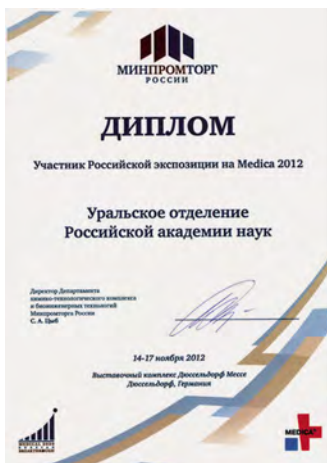 МИНПРОМТОРГ
РОССИИ
ДИПЛОМ
Участник Российской экспозиции на Medica 2012
Уральское отделение
Российской академии наук
Директор Департамента
химико-технологического комплекса
и биоинженерных технологий
Минпромторга России
С. А. Цыб
14-17 ноября 2012
Выставочный комплекс Дюссельдорф Мессе
Дюссельдорф, Германия
MEDICA